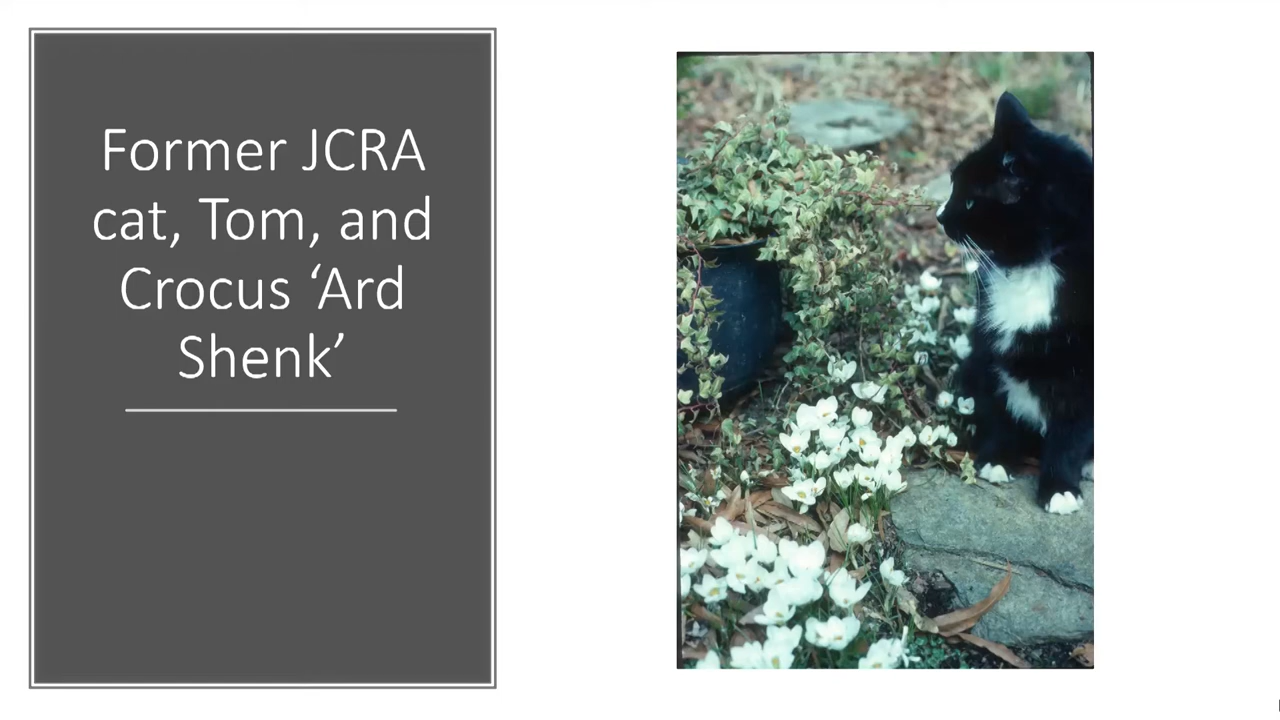 Former JCRA
cat, Tom, and
Crocus ‘Ard
Shenk’